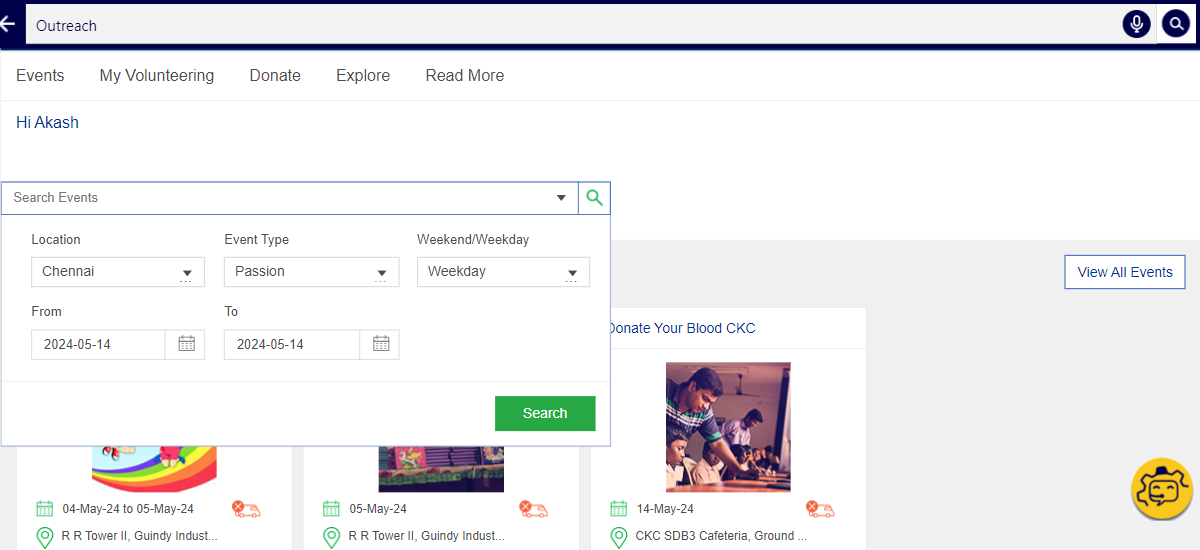 Outreach
Events My Volunteering Donate Explore Read More
Hi Akash
Search Events
Location Event Type Weekend/Weekday
Chennai Passion Weekday
From To
2024-05-14 2024-05-14
Search
View All Events
Donate Your Blood CKC
04-May-24 to 05-May-24 05-May-24 14-May-24
R R Tower II, Guindy Indust... R R Tower II, Guindy Indust... CKC SDB3 Cafeteria, Ground ...